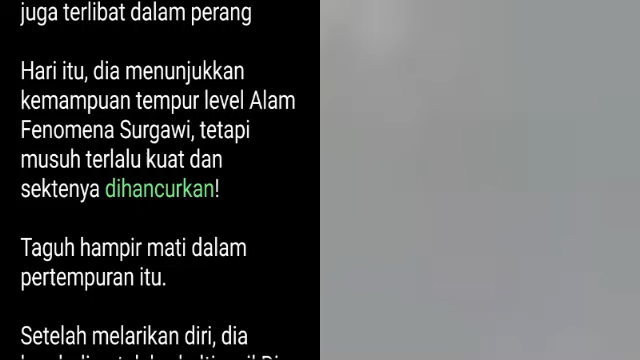 juga terlibat dalam perang
Hari itu, dia menunjukkan
kemampuan tempur level Alam
Fenomena Surgawi, tetapi
musuh terlalu kuat dan
sektenya dihancurkan!
Taguh hampir mati dalam
pertempuran itu.
Setelah melarikan diri, dia